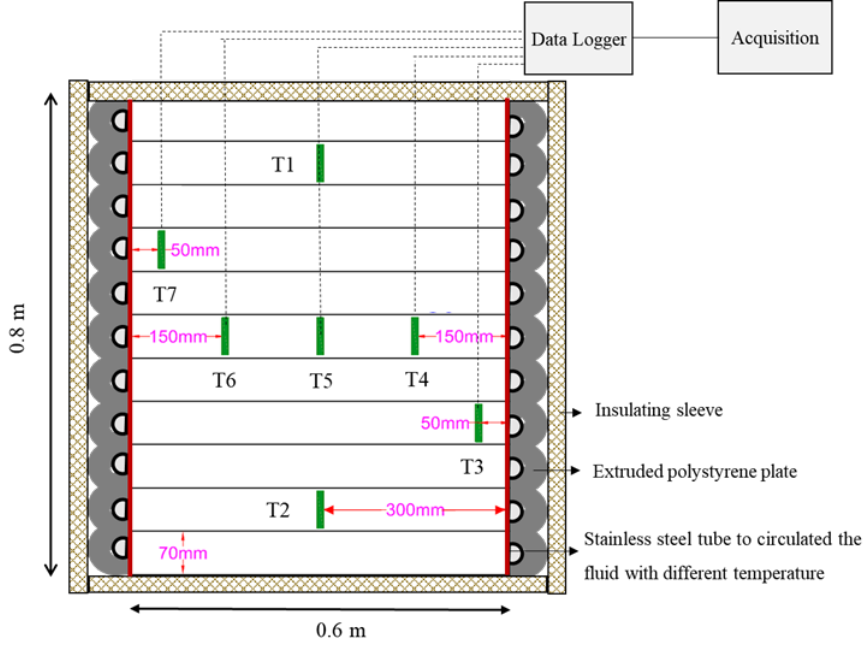 Data Logger
Acquisition
T1
50mm
T7
150mm
150mm
T6
T5
T4
50mm
Insulating sleeve
T3
Extruded polystyrene plate
T2
300mm
70mm
Stainless steel tube to circulated the
fluid with different temperature
0.8 m
0.6 m